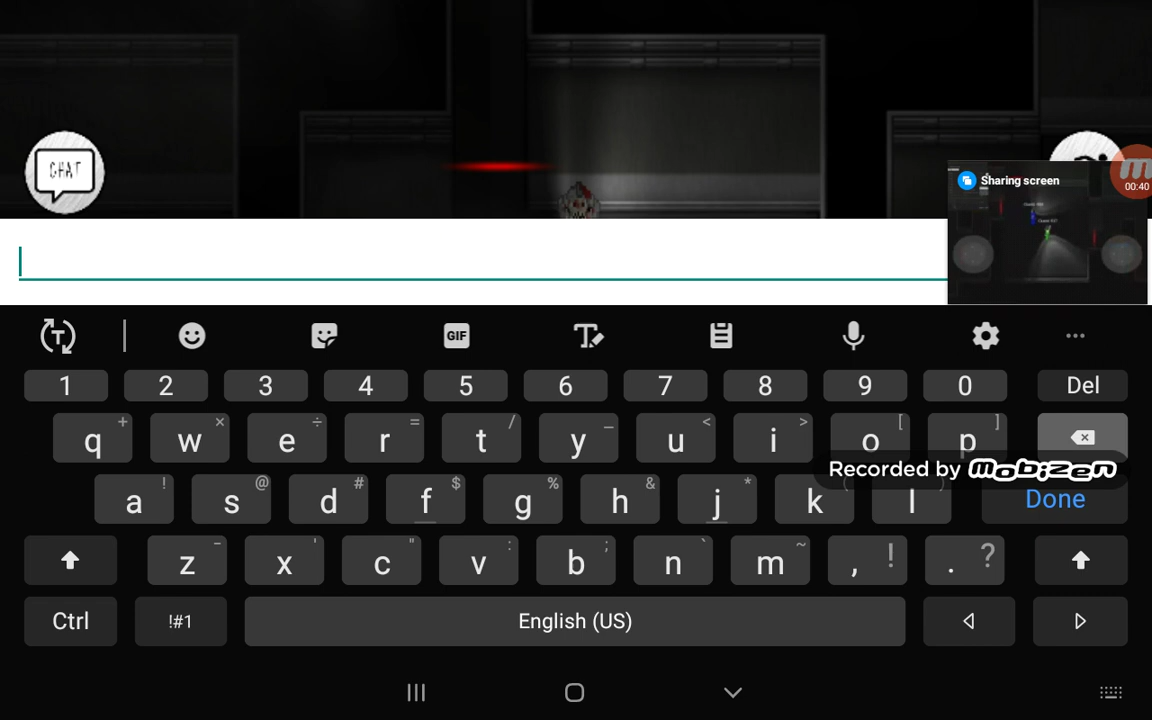 CHAT
Sharing screen
00:40
GIF
1 2 3 4 5 6 7 8 9 0 Del
q + w × e ÷ r = t / y _ u < i > o [ p ]
Recorded by mobizen
a ! s @ d # f $ g % h & j * k ( l ) Done
z - x ' c " v : b ; n ` m ~ , ! . ?
Ctrl !#1 English (US)